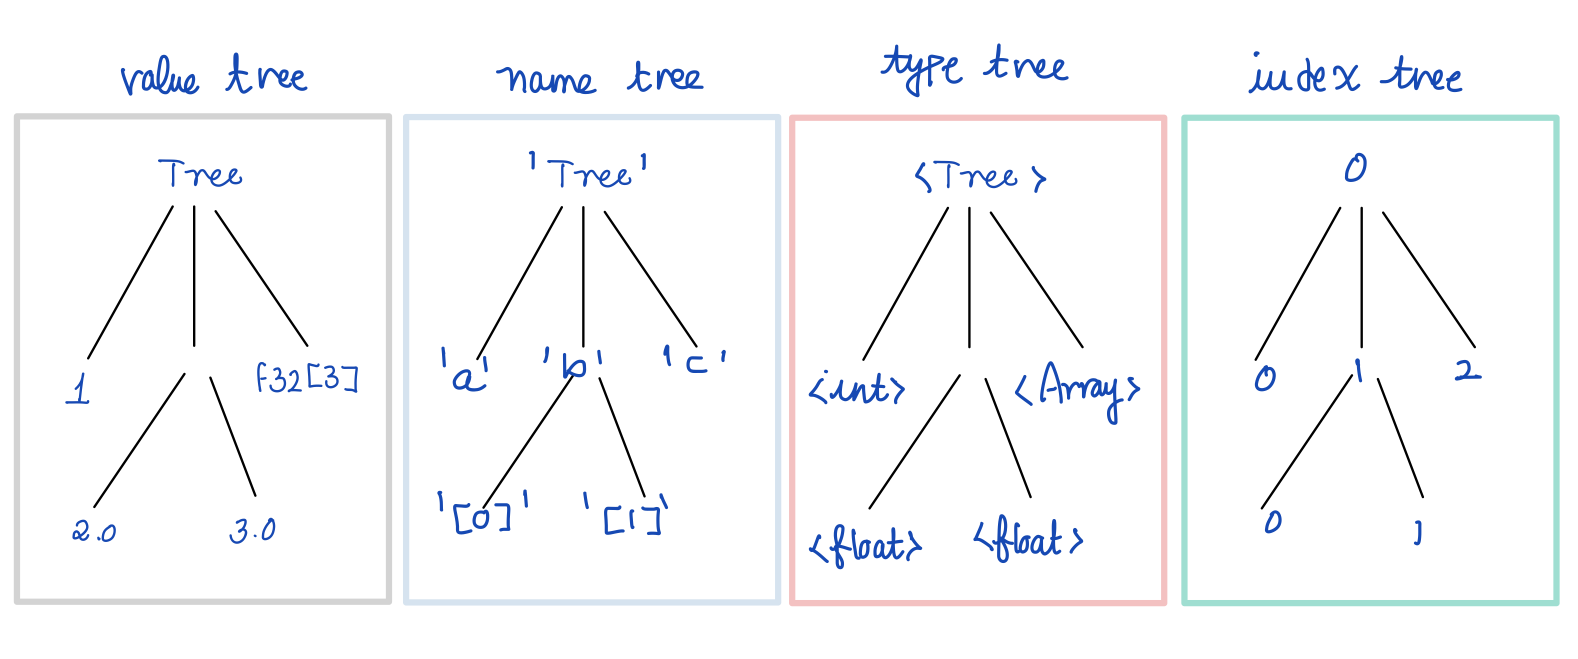 value tree
name tree
type tree
index tree
Tree
1
f32[3]
2.0
3.0
'Tree'
'a'
'b'
'c'
'[0]'
'[1]'
<Tree>
<int>
<Array>
<float>
<float>
0
0
1
2
0
1